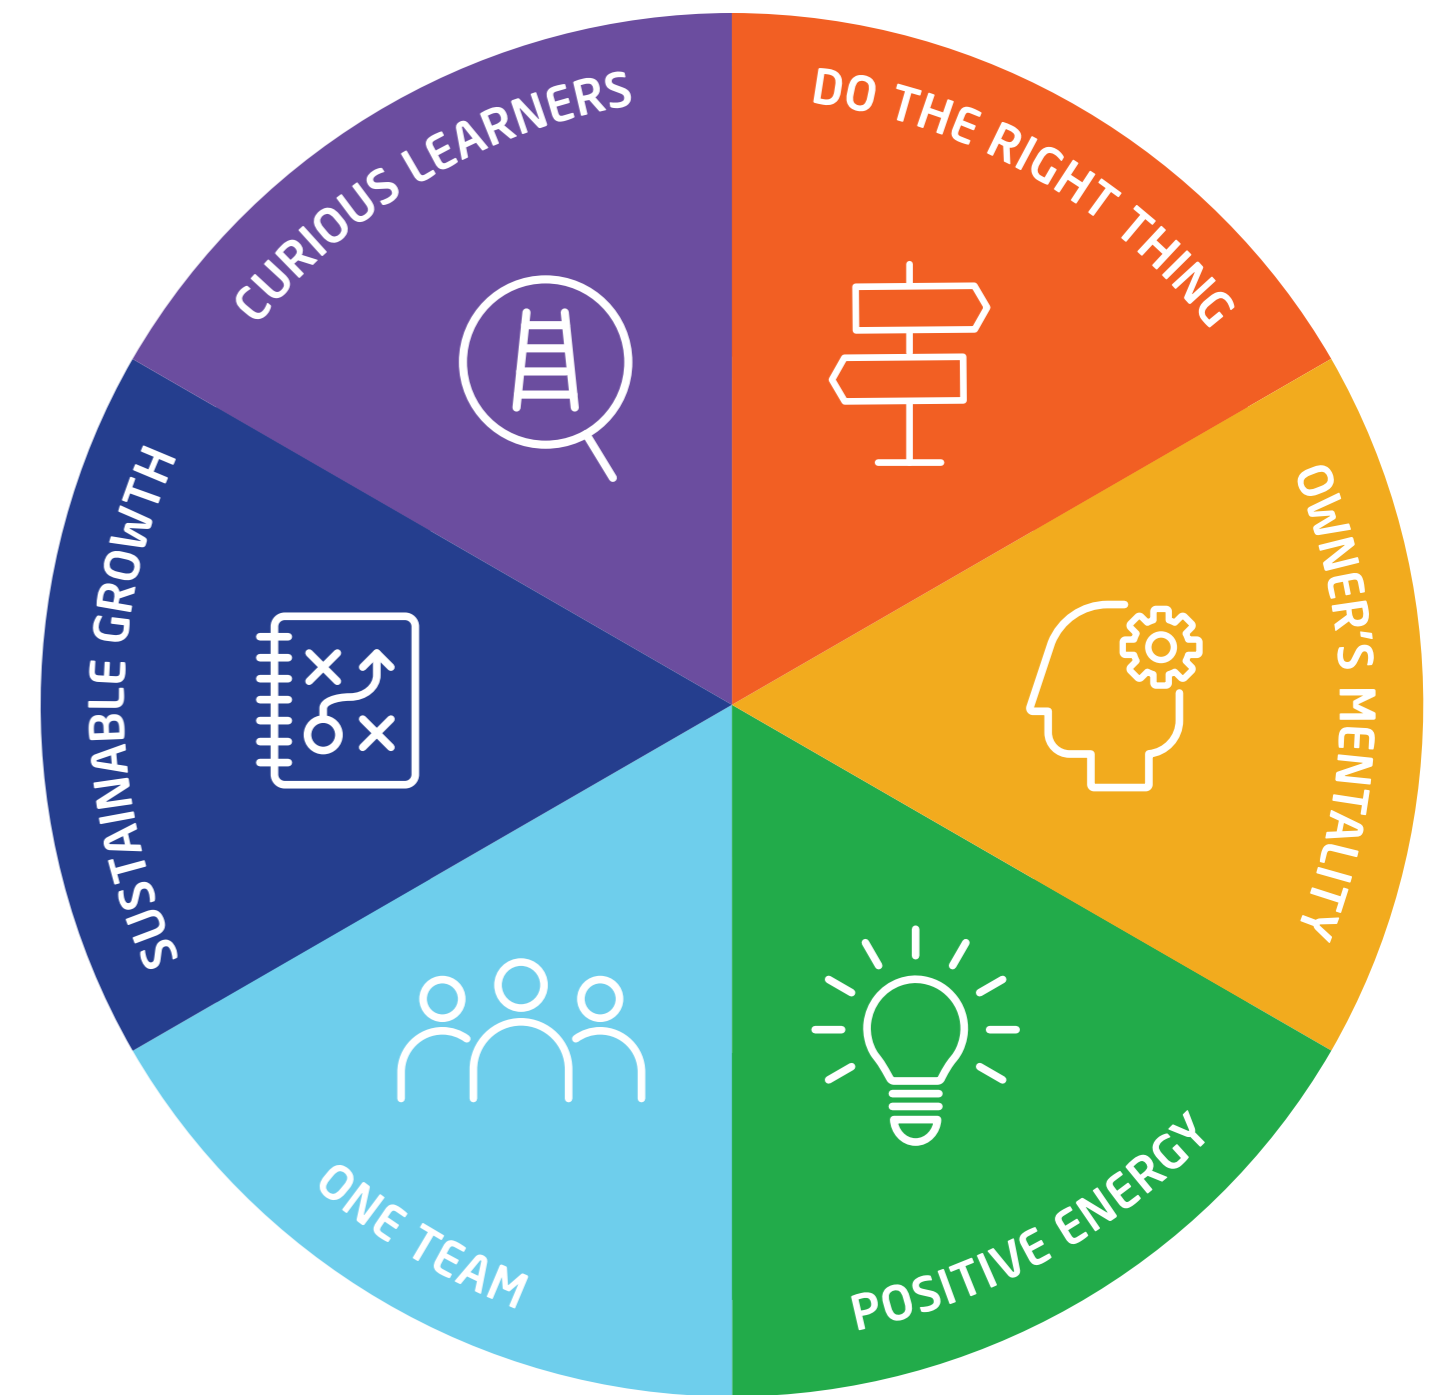 DO THE RIGHT THING
OWNER'S MENTALITY
POSITIVE ENERGY
ONE TEAM
SUSTAINABLE GROWTH
CURIOUS LEARNERS